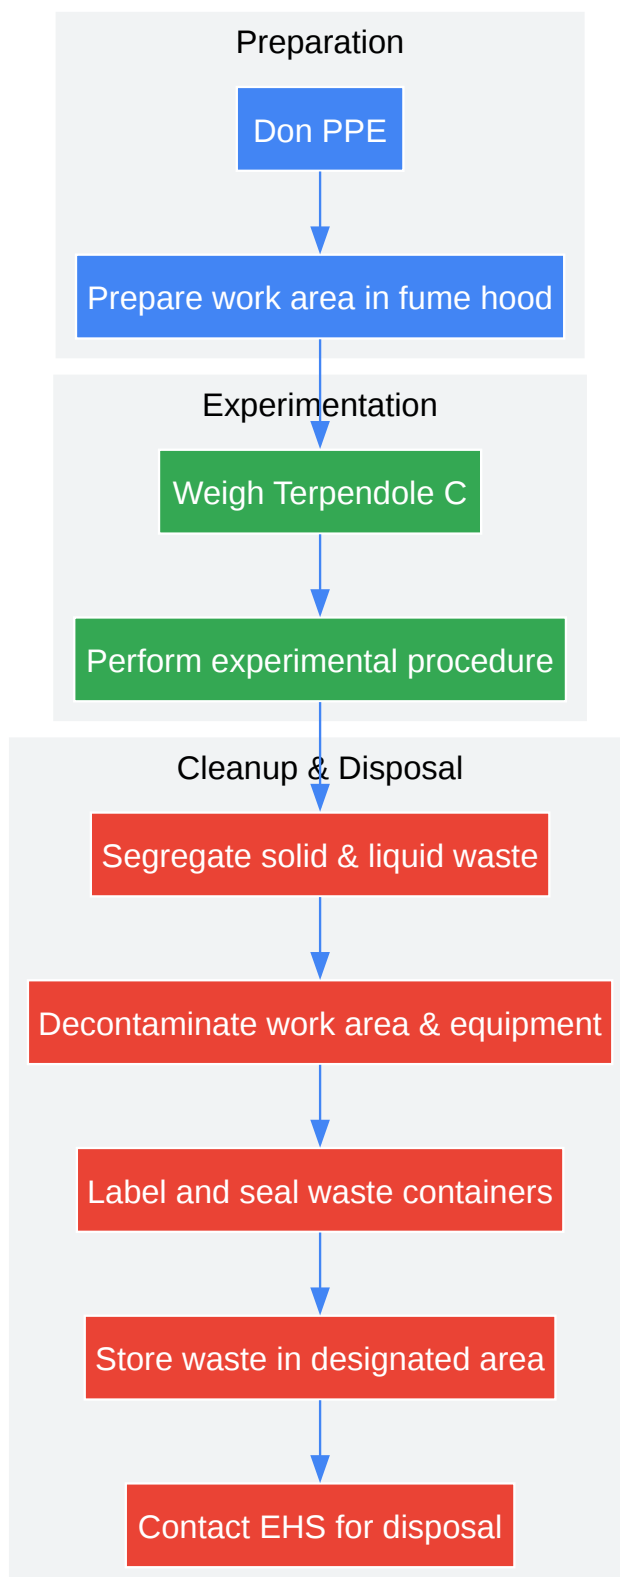 Preparation
Don PPE
Prepare work area in fume hood
Experimentation
Weigh Terpendole C
Perform experimental procedure
Cleanup & Disposal
Segregate solid & liquid waste
Decontaminate work area & equipment
Label and seal waste containers
Store waste in designated area
Contact EHS for disposal